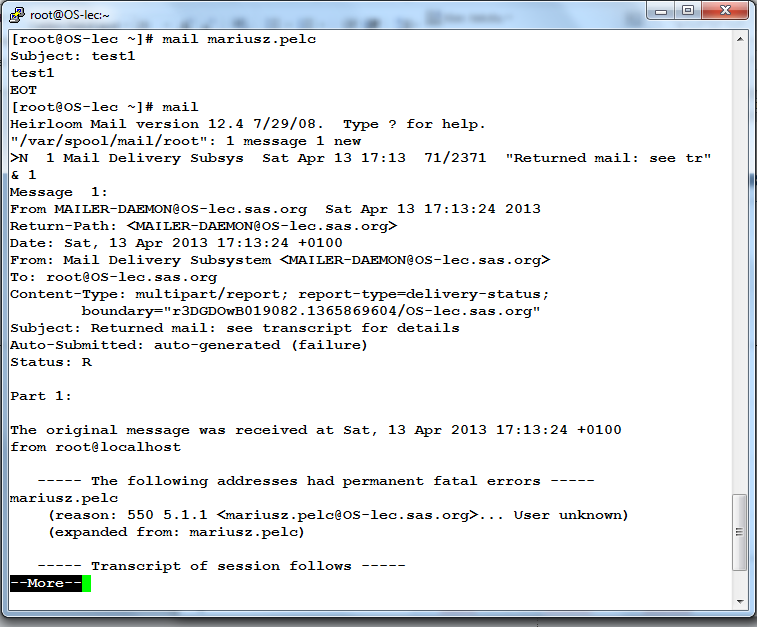 root@OS-lec:~
[root@OS-lec ~]# mail mariusz.pelc
Subject: test1
test1
EOT
[root@OS-lec ~]# mail
Heirloom Mail version 12.4 7/29/08.  Type ? for help.
"/var/spool/mail/root": 1 message 1 new
>N  1 Mail Delivery Subsys  Sat Apr 13 17:13  71/2371  "Returned mail: see tr"
& 1
Message  1:
From MAILER-DAEMON@OS-lec.sas.org  Sat Apr 13 17:13:24 2013
Return-Path: <MAILER-DAEMON@OS-lec.sas.org>
Date: Sat, 13 Apr 2013 17:13:24 +0100
From: Mail Delivery Subsystem <MAILER-DAEMON@OS-lec.sas.org>
To: root@OS-lec.sas.org
Content-Type: multipart/report; report-type=delivery-status;
        boundary="r3DGDOwB019082.1365869604/OS-lec.sas.org"
Subject: Returned mail: see transcript for details
Auto-Submitted: auto-generated (failure)
Status: R

Part 1:

The original message was received at Sat, 13 Apr 2013 17:13:24 +0100
from root@localhost

   ----- The following addresses had permanent fatal errors -----
mariusz.pelc
    (reason: 550 5.1.1 <mariusz.pelc@OS-lec.sas.org>... User unknown)
    (expanded from: mariusz.pelc)

   ----- Transcript of session follows -----
--More--